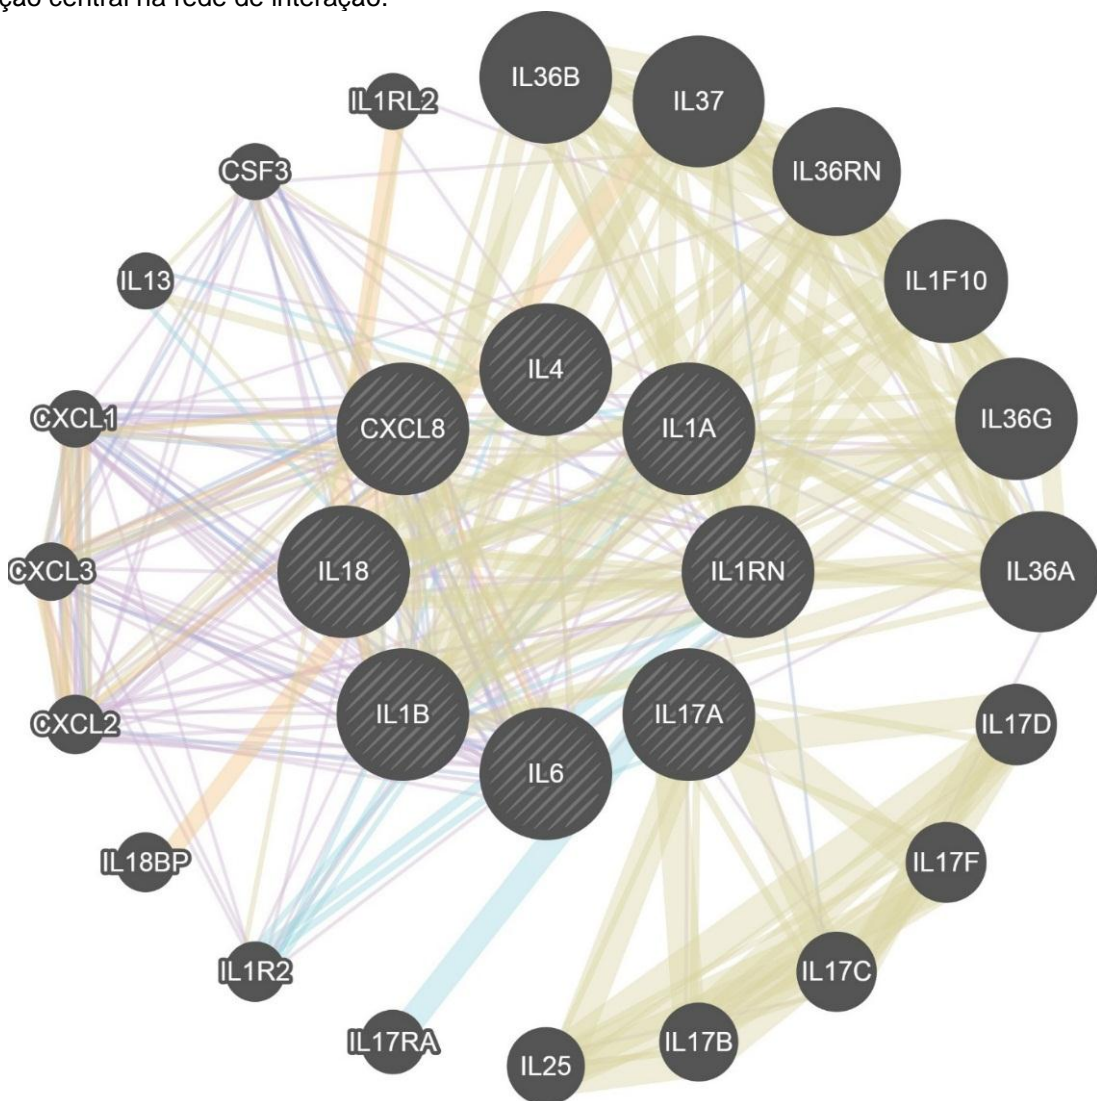 ção central na rede de interação.
IL36B
IL37
IL1RL2
IL36RN
CSF3
IL13
IL1F10
IL4
CXCL1
CXCL8
IL1A
IL36G
CXCL3
IL18
IL1RN
IL36A
CXCL2
IL1B
IL17A
IL17D
IL6
IL18BP
IL17F
IL1R2
IL17C
IL17RA
IL17B
IL25